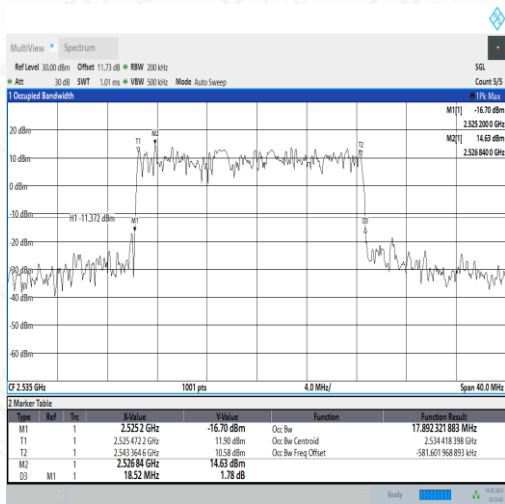 MultiView Spectrum
Ref Level 30.00 dBm Offset 11.73 dB RBW 200 kHz SGL
Att 30 dB SWT 1.01 ms VBW 500 kHz Mode Auto Sweep Count 5/5
1 Occupied Bandwidth 1Pk Max
M1[1] -16.70 dBm
2.525 200 0 GHz
M2[1] 14.63 dBm
2.526 840 0 GHz
20 dBm
T1 M2 T2
10 dBm
0 dBm
-10 dBm
H1 -11.372 dBm
M1 D3
-20 dBm
-30 dBm
-40 dBm
-50 dBm
-60 dBm
CF 2.535 GHz 1001 pts 4.0 MHz/ Span 40.0 MHz
2 Marker Table
Type Ref Trc X-Value Y-Value Function Function Result
M1 1 2.525 2 GHz -16.70 dBm Occ Bw 17.892 321 883 MHz
T1 1 2.525 472 2 GHz 11.90 dBm Occ Bw Centroid 2.534 418 398 GHz
T2 1 2.543 364 6 GHz 10.58 dBm Occ Bw Freq Offset -581.601 968 893 kHz
M2 1 2.526 84 GHz 14.63 dBm
D3 M1 1 18.52 MHz 1.78 dB
Ready